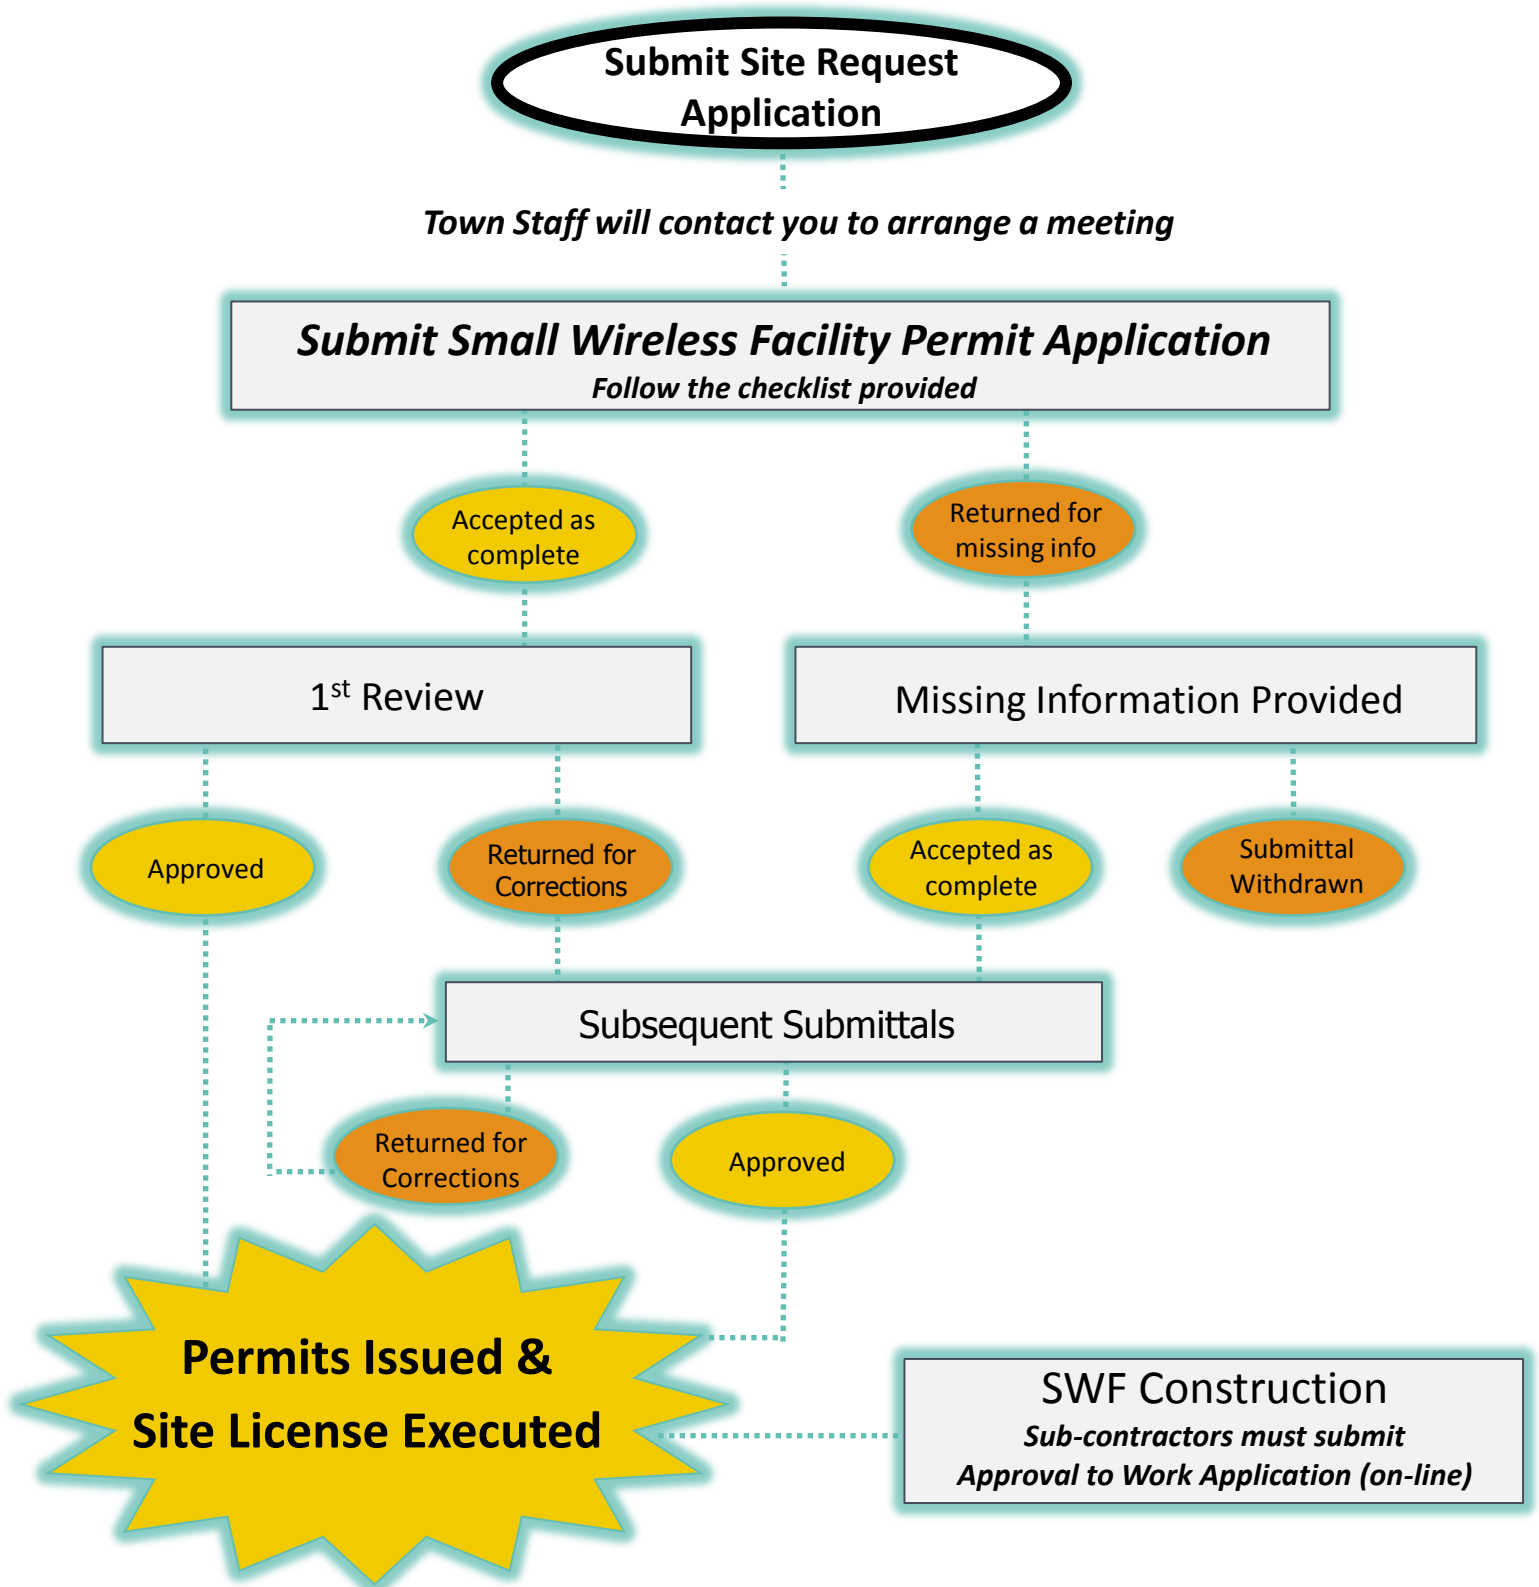 Submit Site Request
Application
Town Staff will contact you to arrange a meeting
Submit Small Wireless Facility Permit Application
Follow the checklist provided
Accepted as
complete
Returned for
missing info
1st Review
Missing Information Provided
Approved
Returned for
Corrections
Accepted as
complete
Submittal
Withdrawn
Subsequent Submittals
Returned for
Corrections
Approved
Permits Issued &
Site License Executed
SWF Construction
Sub-contractors must submit
Approval to Work Application (on-line)